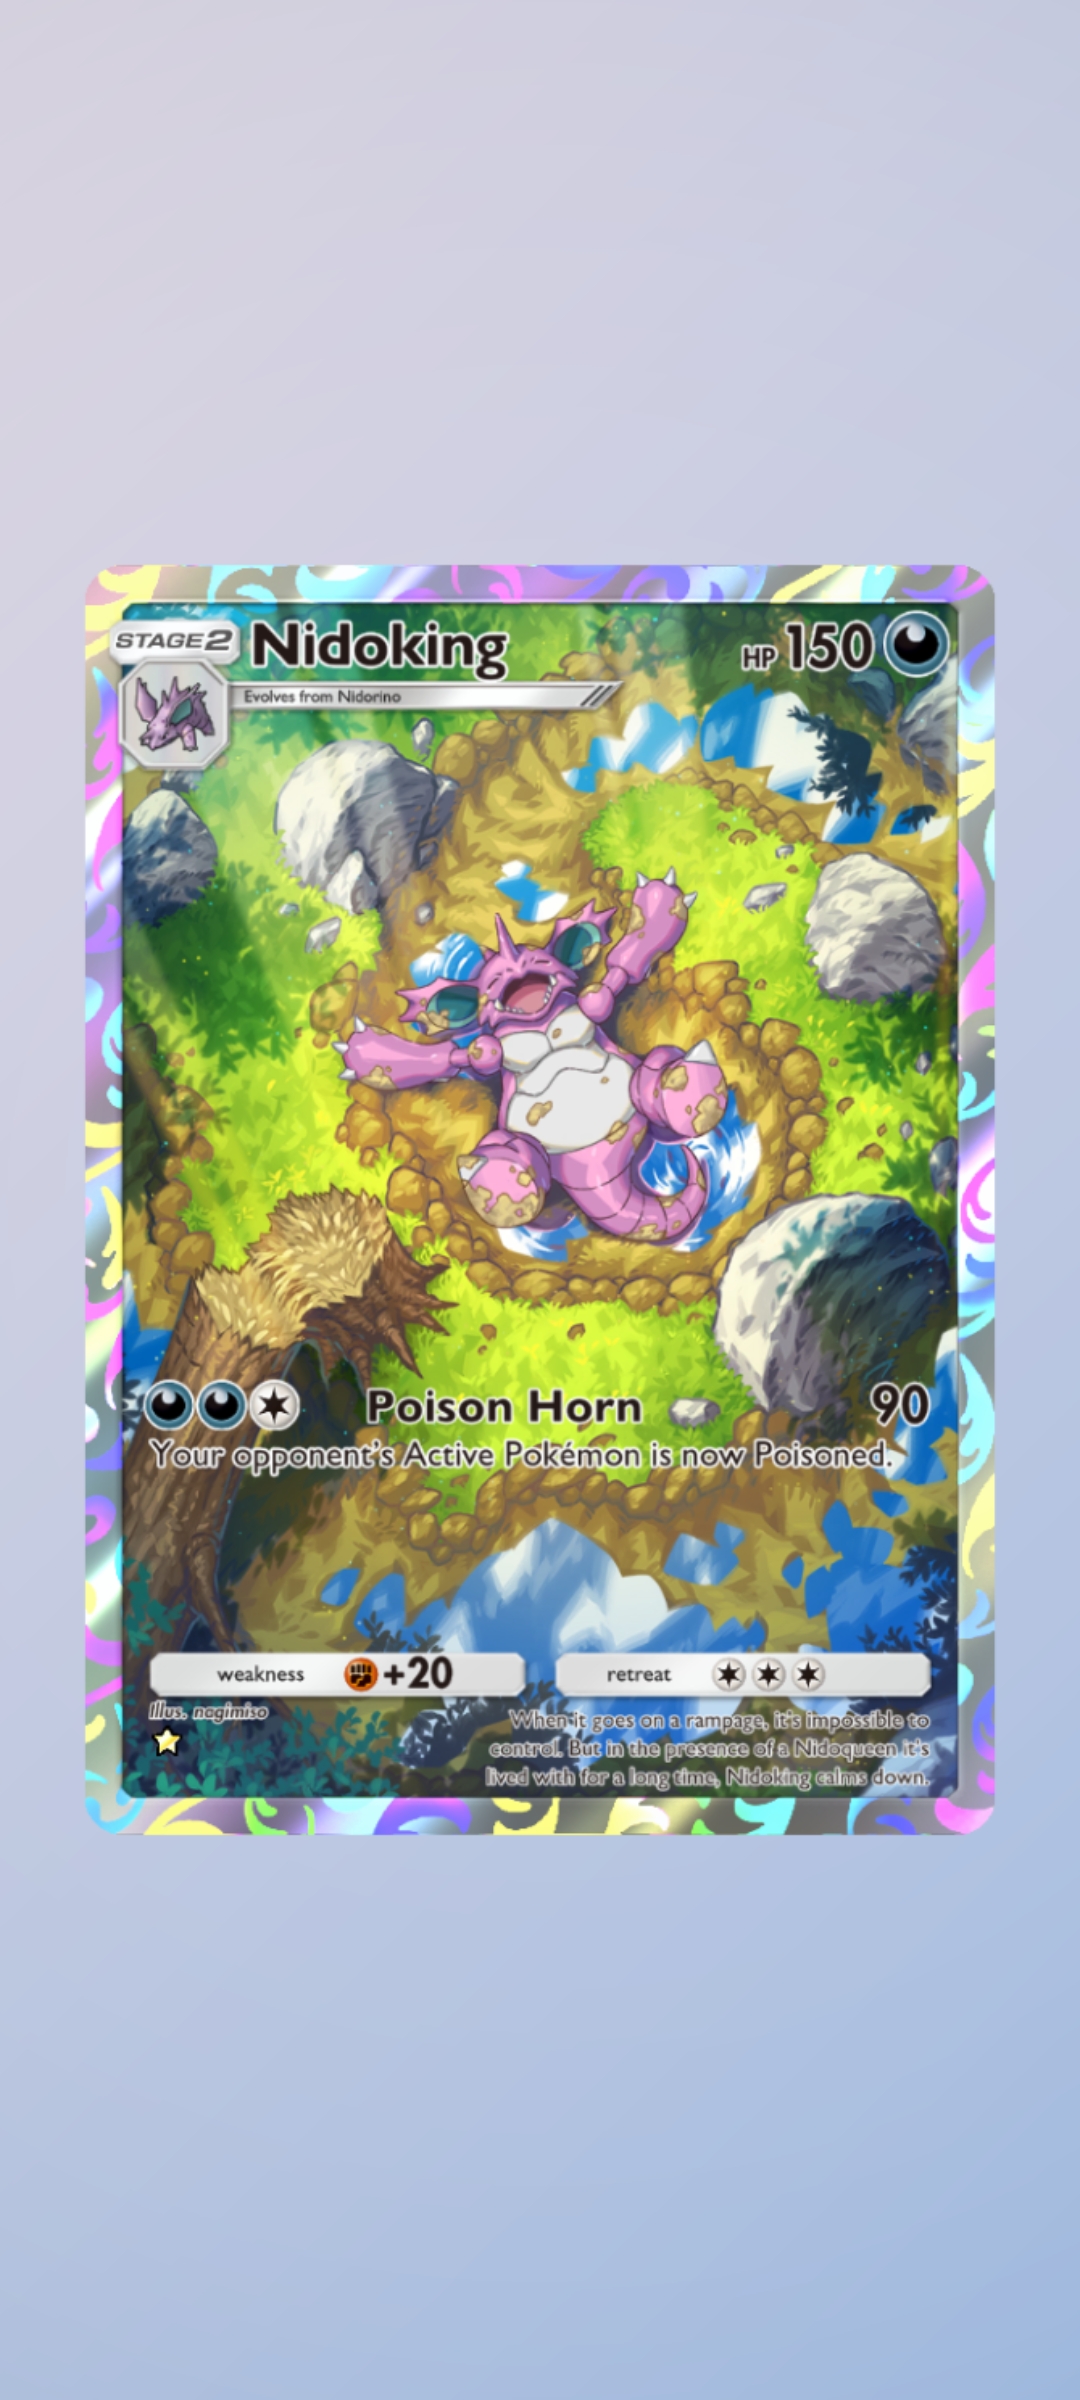 STAGE2 Nidoking HP 150
Evolves from Nidorino
Poison Horn 90
Your opponent's Active Pokémon is now Poisoned.
weakness +20 retreat
Illus. nagimiso
When it goes on a rampage, it's impossible to
control. But in the presence of a Nidoqueen it's
lived with for a long time, Nidoking calms down.